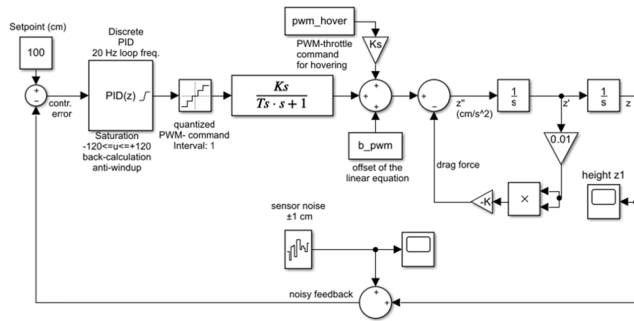 Setpoint (cm)
100
+
−
contr.
error
Discrete
PID
20 Hz loop freq.
PID(z)
Saturation
-120<=u<=+120
back-calculation
anti-windup
quantized
PWM- command
Interval: 1
Ks
Ts · s + 1
pwm_hover
Ks
PWM-throttle
command
for hovering
+
+
+
b_pwm
offset of the
linear equation
+
−
z''
(cm/s^2)
1
s
z'
1
s
z
0.01
drag force
-K
×
height z1
sensor noise
±1 cm
noisy feedback
+
+